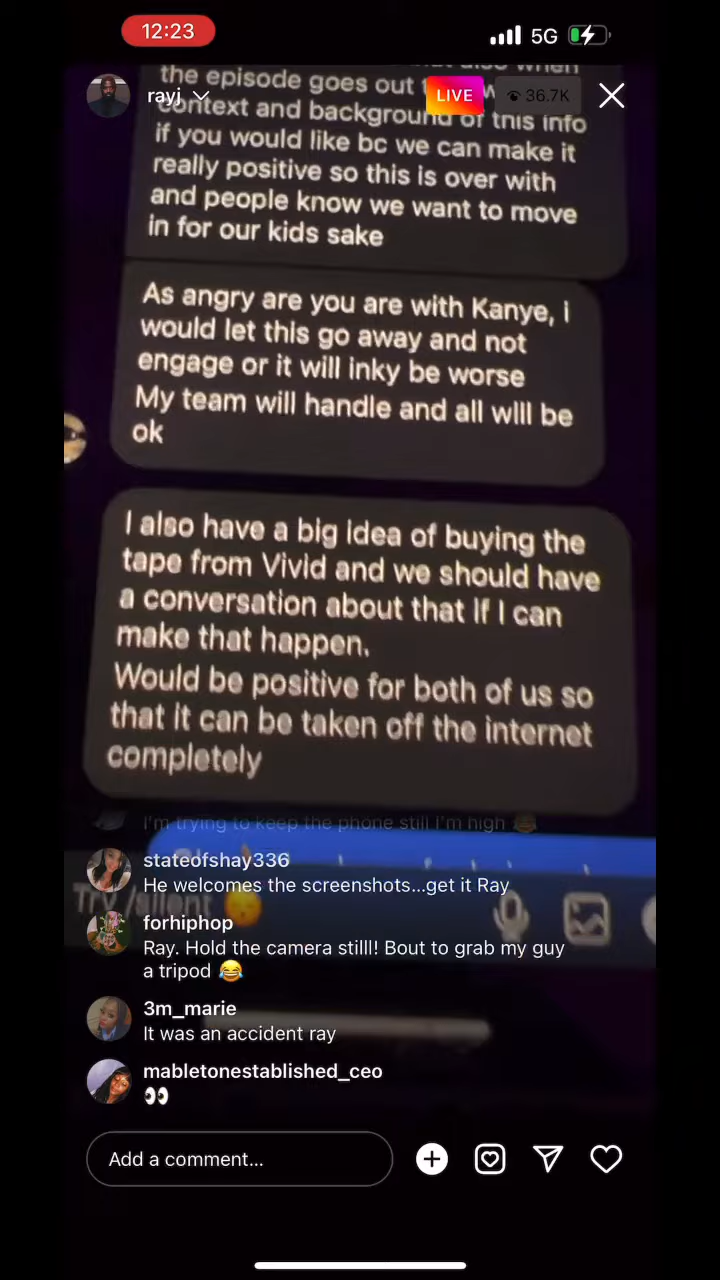 12:23
5G
the episode goes out
rayj
LIVE
36.7K
context and background of this info
if you would like bc we can make it
really positive so this is over with
and people know we want to move
in for our kids sake
As angry are you are with Kanye, i
would let this go away and not
engage or it will inky be worse
My team will handle and all will be
ok
I also have a big idea of buying the
tape from Vivid and we should have
a conversation about that if I can
make that happen.
Would be positive for both of us so
that it can be taken off the internet
completely
I'm trying to keep the phone still I'm high 😂
stateofshay336
He welcomes the screenshots...get it Ray
forhiphop
Ray. Hold the camera stilll! Bout to grab my guy
a tripod 😂
3m_marie
It was an accident ray
mabletonestablished_ceo
👀
Add a comment...